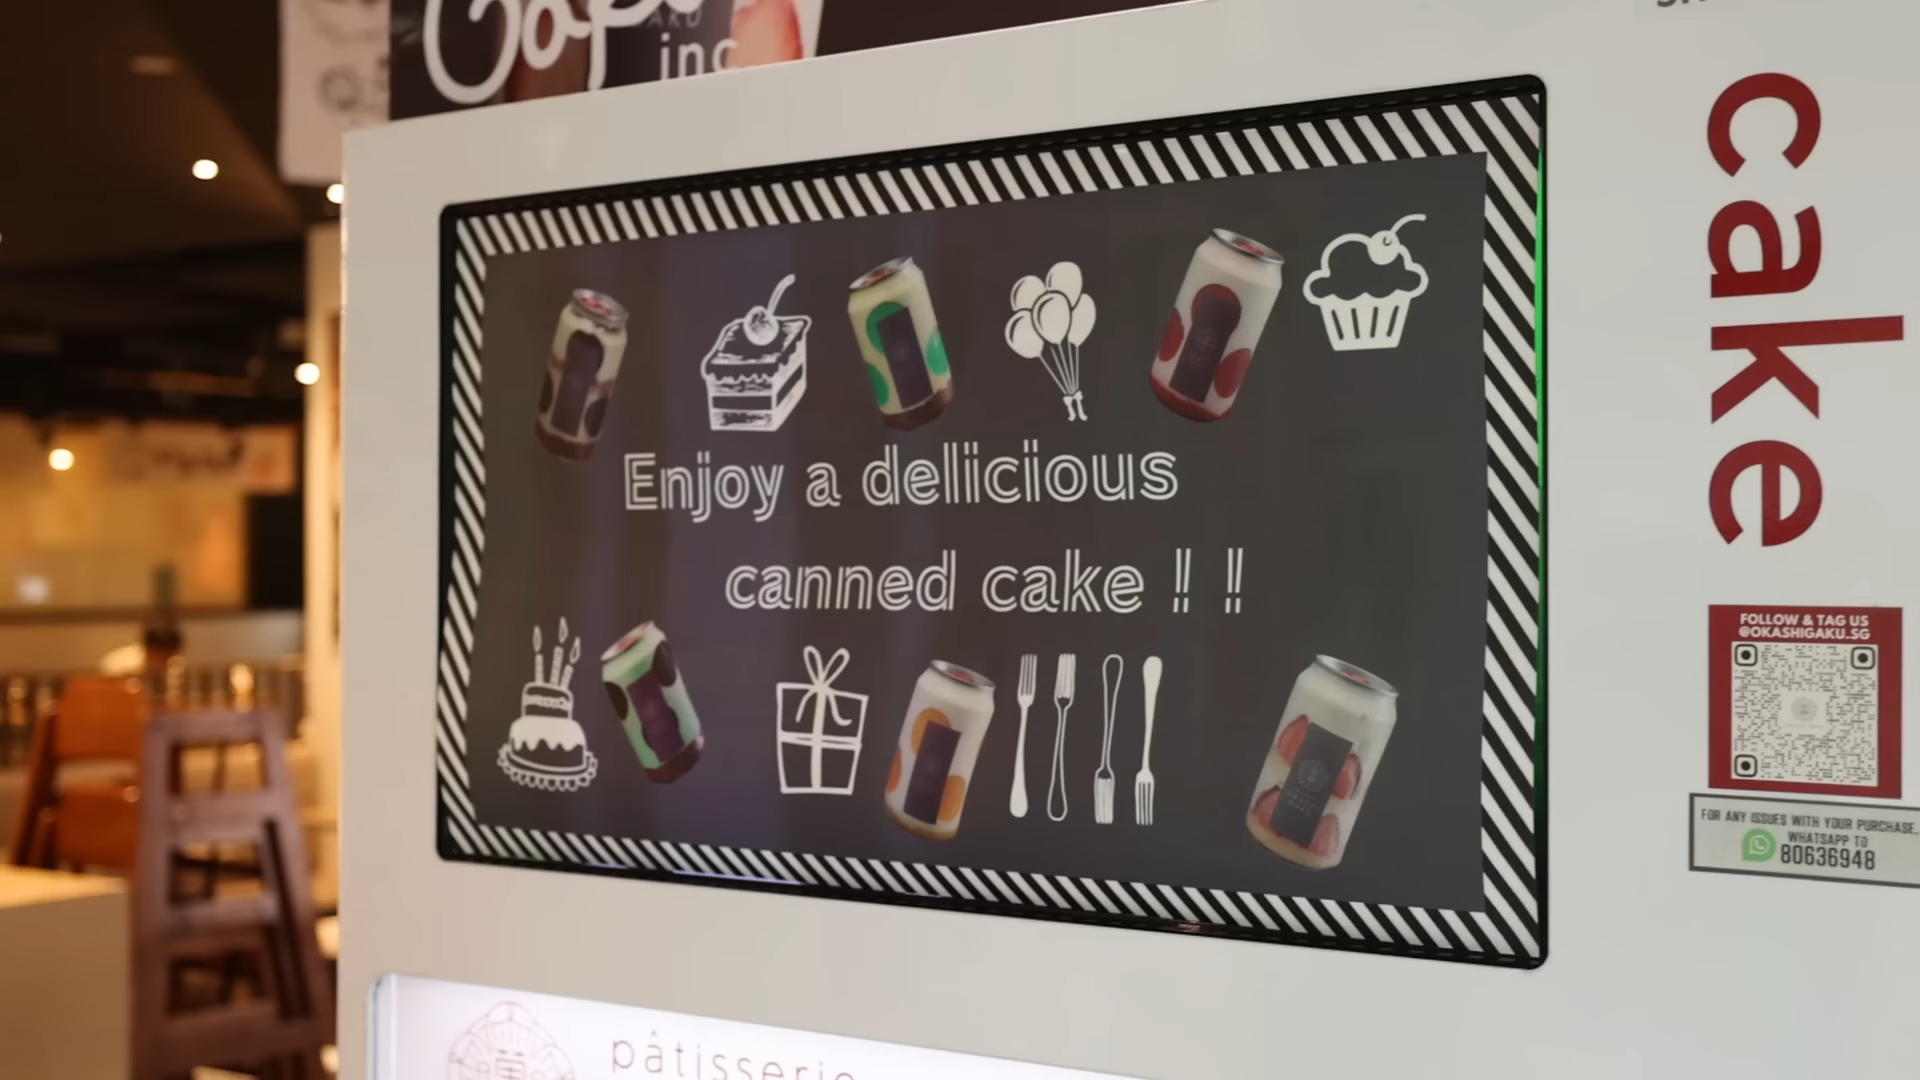 inc
Enjoy a delicious
canned cake !! !!
cake
FOLLOW & TAG US
@OKASHIGAKU.SG
FOR ANY ISSUES WITH YOUR PURCHASE,
WHATSAPP TO
80636948
pâtisserie